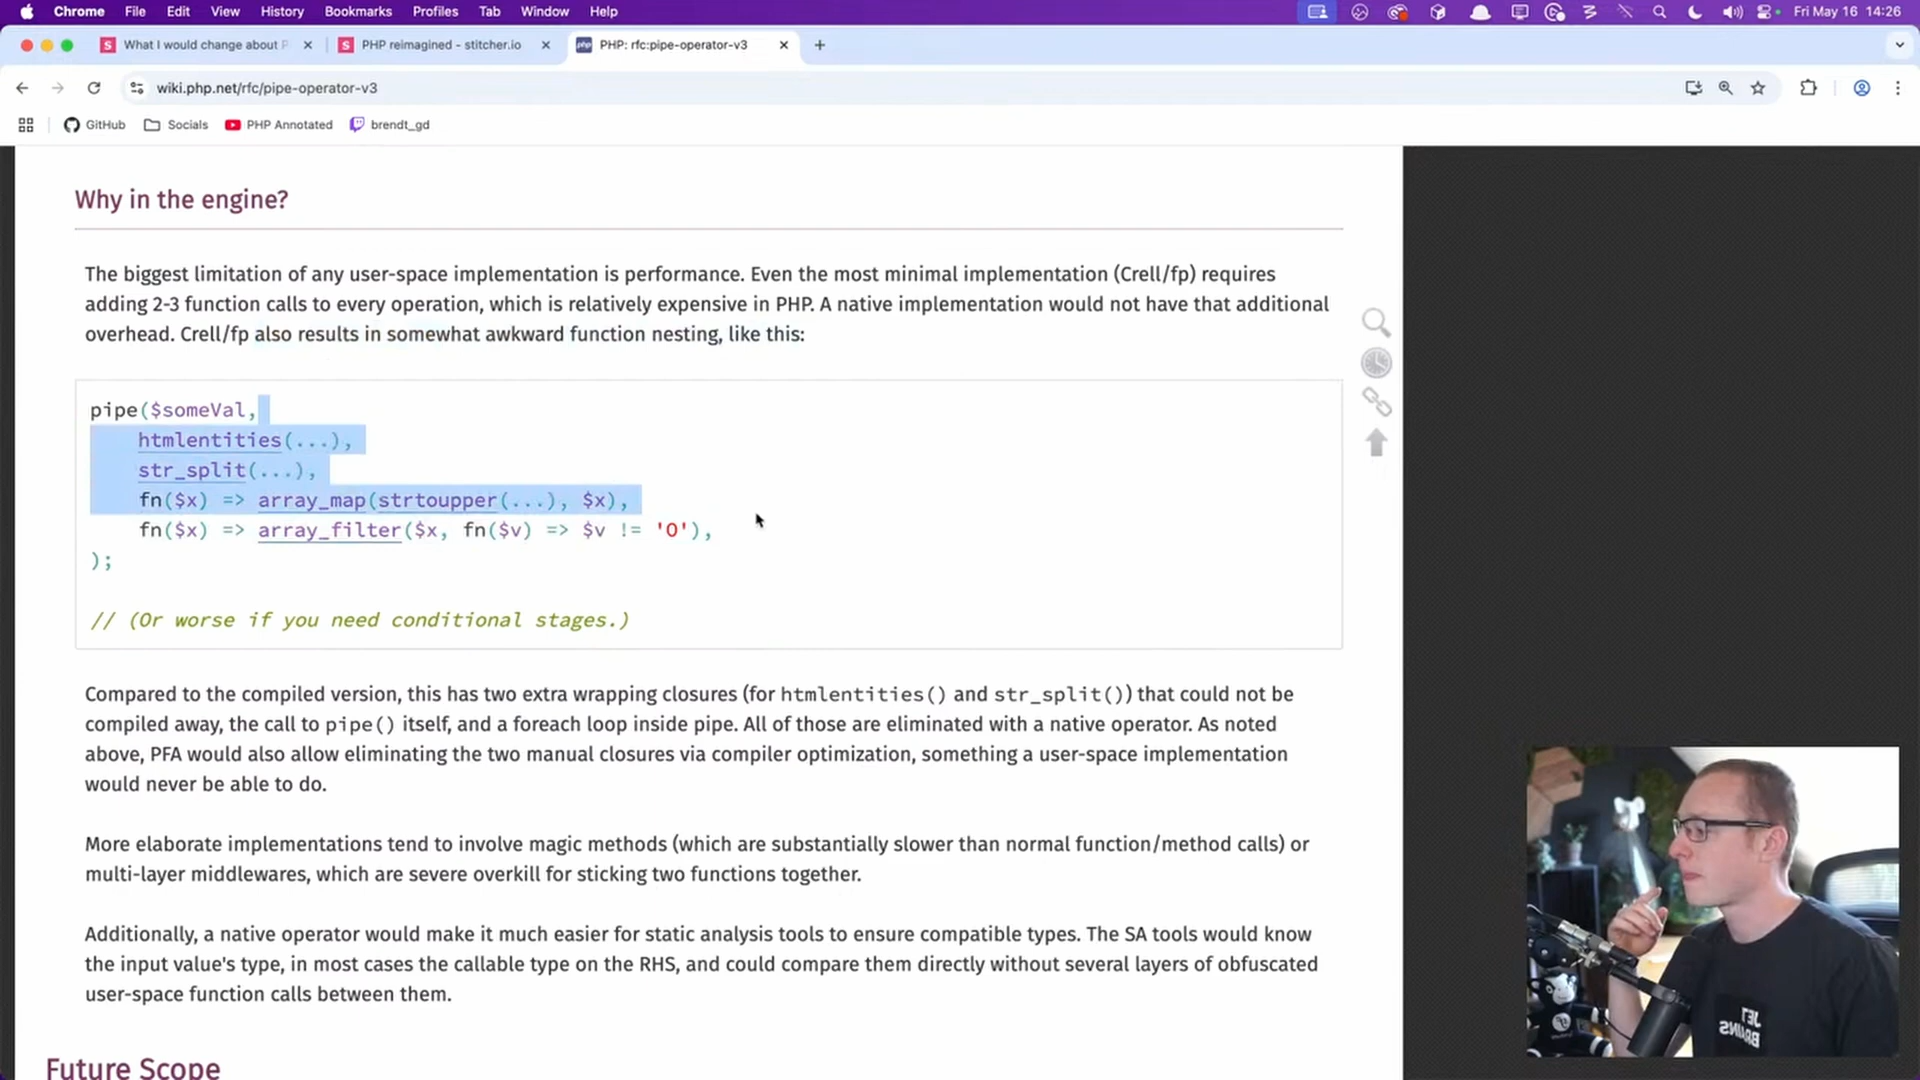 Chrome File Edit View History Bookmarks Profiles Tab Window Help Fri May 16 14:26
What I would change about P
PHP reimagined - stitcher.io
PHP: rfc:pipe-operator-v3
wiki.php.net/rfc/pipe-operator-v3
GitHub Socials PHP Annotated brendt_gd
Why in the engine?
The biggest limitation of any user-space implementation is performance. Even the most minimal implementation (Crell/fp) requires
adding 2-3 function calls to every operation, which is relatively expensive in PHP. A native implementation would not have that additional
overhead. Crell/fp also results in somewhat awkward function nesting, like this:
pipe($someVal,
htmlentities(...),
str_split(...),
fn($x) => array_map(strtoupper(...), $x),
fn($x) => array_filter($x, fn($v) => $v != 'O'),
);
// (Or worse if you need conditional stages.)
Compared to the compiled version, this has two extra wrapping closures (for htmlentities() and str_split()) that could not be
compiled away, the call to pipe() itself, and a foreach loop inside pipe. All of those are eliminated with a native operator. As noted
above, PFA would also allow eliminating the two manual closures via compiler optimization, something a user-space implementation
would never be able to do.
More elaborate implementations tend to involve magic methods (which are substantially slower than normal function/method calls) or
multi-layer middlewares, which are severe overkill for sticking two functions together.
Additionally, a native operator would make it much easier for static analysis tools to ensure compatible types. The SA tools would know
the input value's type, in most cases the callable type on the RHS, and could compare them directly without several layers of obfuscated
user-space function calls between them.
Future Scope
JET
BRAINS